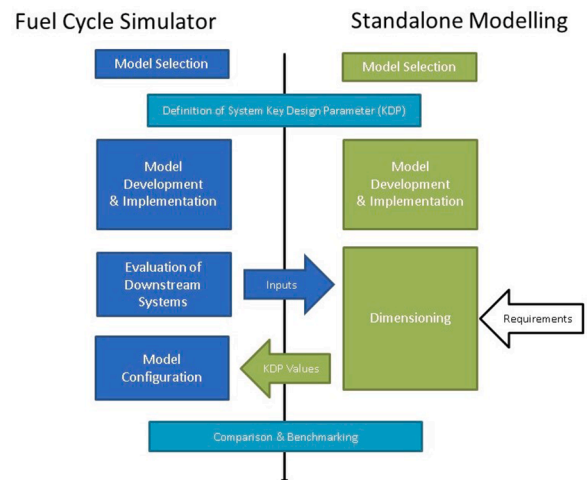 Fuel Cycle Simulator
Standalone Modelling
Model Selection
Model Selection
Definition of System Key Design Parameter (KDP)
Model
Development
& Implementation
Model
Development
& Implementation
Evaluation of
Downstream
Systems
Inputs
Dimensioning
Requirements
Model
Configuration
KDP Values
Comparison & Benchmarking